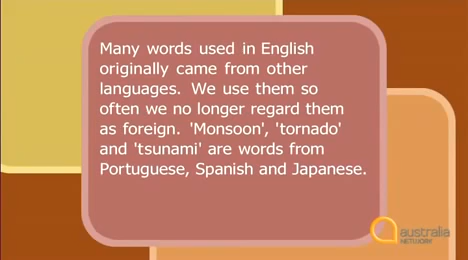 Many words used in English
originally came from other
languages. We use them so
often we no longer regard them
as foreign. 'Monsoon', 'tornado'
and 'tsunami' are words from
Portuguese, Spanish and Japanese.
australia
NETWORK